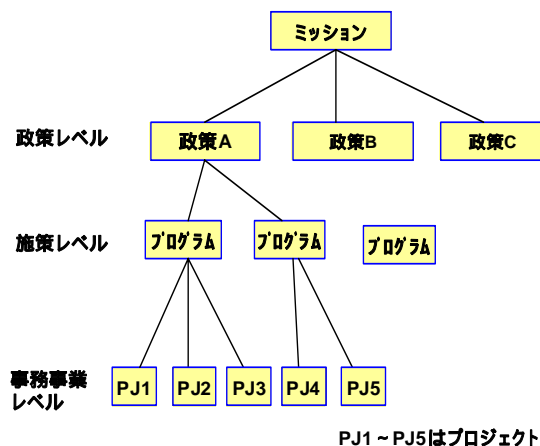 ミッション
政策レベル
政策A
政策B
政策C
施策レベル
プログラム
プログラム
プログラム
事務事業
レベル
PJ1
PJ2
PJ3
PJ4
PJ5
PJ1~PJ5はプロジェクト